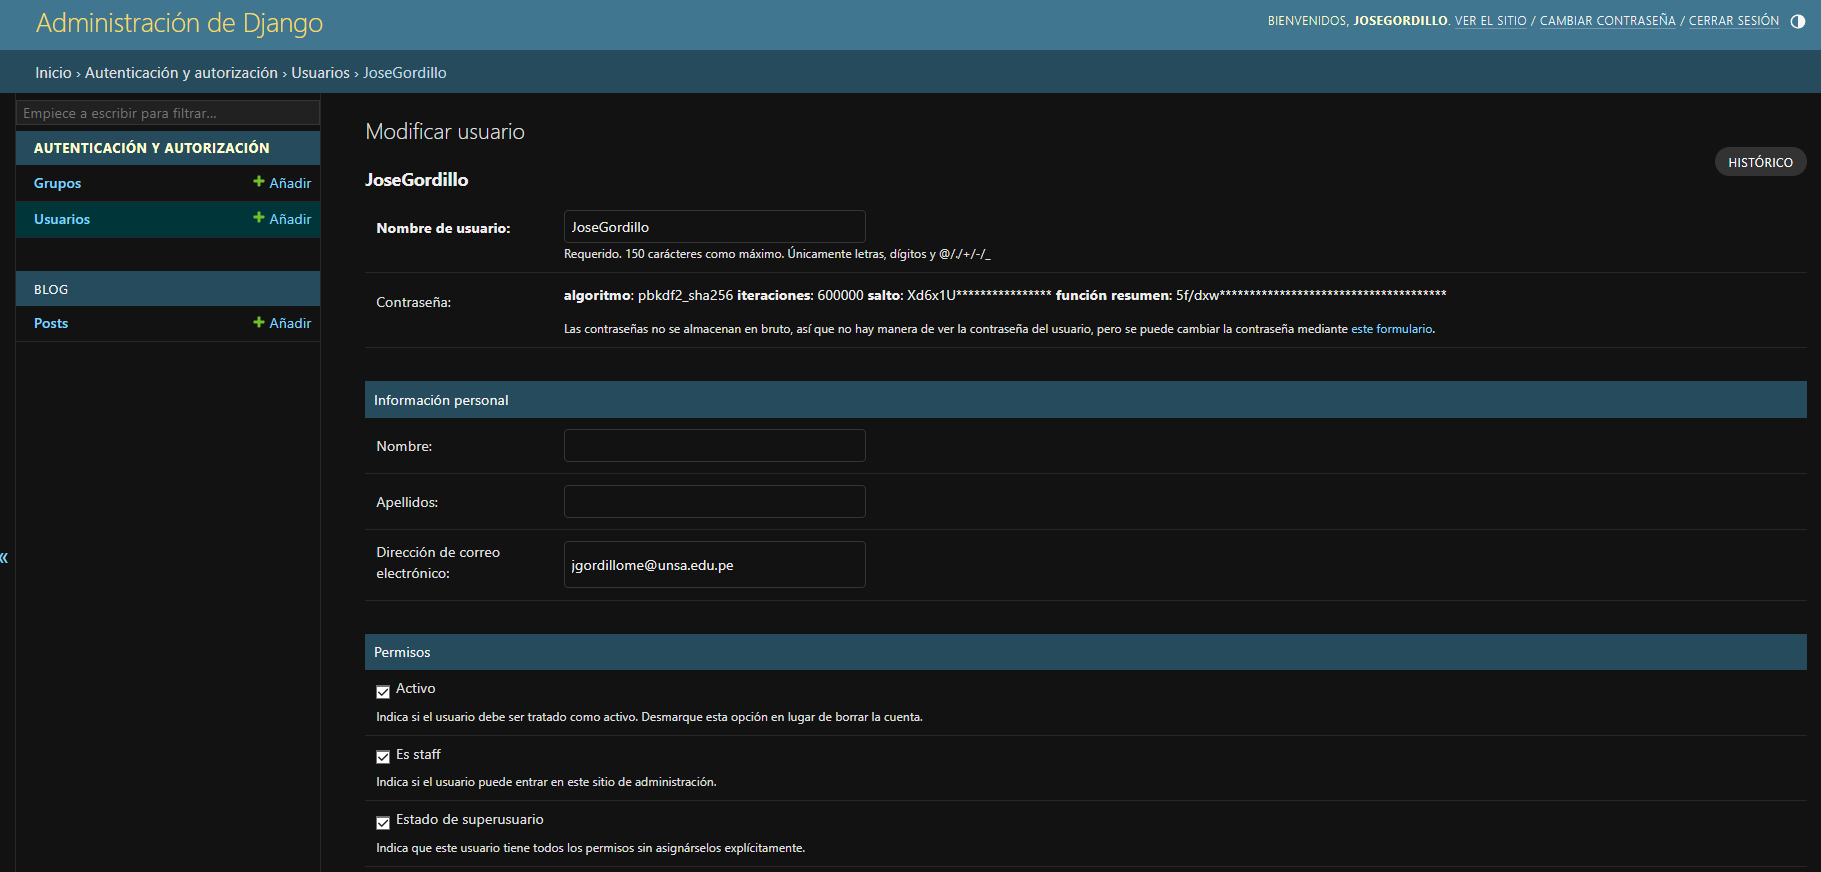 Administración de Django
BIENVENIDOS, JOSEGORDILLO. VER EL SITIO / CAMBIAR CONTRASEÑA / CERRAR SESIÓN
Inicio › Autenticación y autorización › Usuarios › JoseGordillo
Empiece a escribir para filtrar...
AUTENTICACIÓN Y AUTORIZACIÓN
Grupos + Añadir
Usuarios + Añadir
BLOG
Posts + Añadir
«
Modificar usuario
HISTÓRICO
JoseGordillo
Nombre de usuario: JoseGordillo
Requerido. 150 carácteres como máximo. Únicamente letras, dígitos y @/./+/-/_
Contraseña: algoritmo: pbkdf2_sha256 iteraciones: 600000 salto: Xd6x1U**************** función resumen: 5f/dxw**************************************
Las contraseñas no se almacenan en bruto, así que no hay manera de ver la contraseña del usuario, pero se puede cambiar la contraseña mediante este formulario.
Información personal
Nombre:
Apellidos:
Dirección de correo
electrónico:
jgordillome@unsa.edu.pe
Permisos
Activo
Indica si el usuario debe ser tratado como activo. Desmarque esta opción en lugar de borrar la cuenta.
Es staff
Indica si el usuario puede entrar en este sitio de administración.
Estado de superusuario
Indica que este usuario tiene todos los permisos sin asignárselos explícitamente.